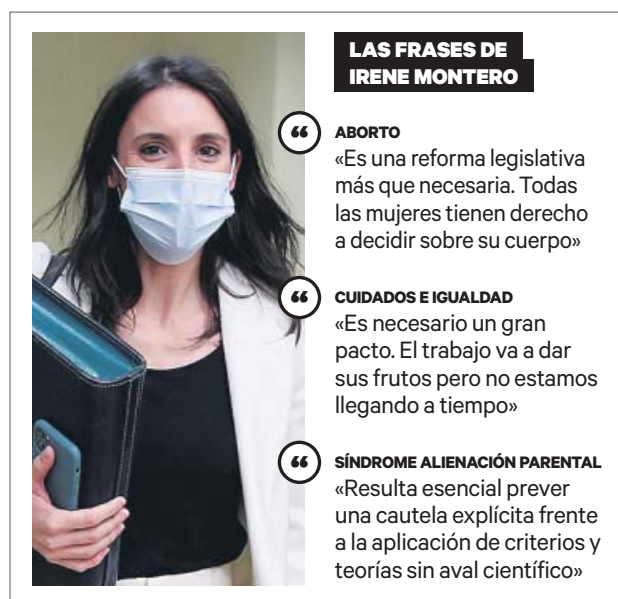 LAS FRASES DE
IRENE MONTERO
“
ABORTO
«Es una reforma legislativa
más que necesaria. Todas
las mujeres tienen derecho
a decidir sobre su cuerpo»
“
CUIDADOS E IGUALDAD
«Es necesario un gran
pacto. El trabajo va a dar
sus frutos pero no estamos
llegando a tiempo»
“
SÍNDROME ALIENACIÓN PARENTAL
«Resulta esencial prever
una cautela explícita frente
a la aplicación de criterios y
teorías sin aval científico»